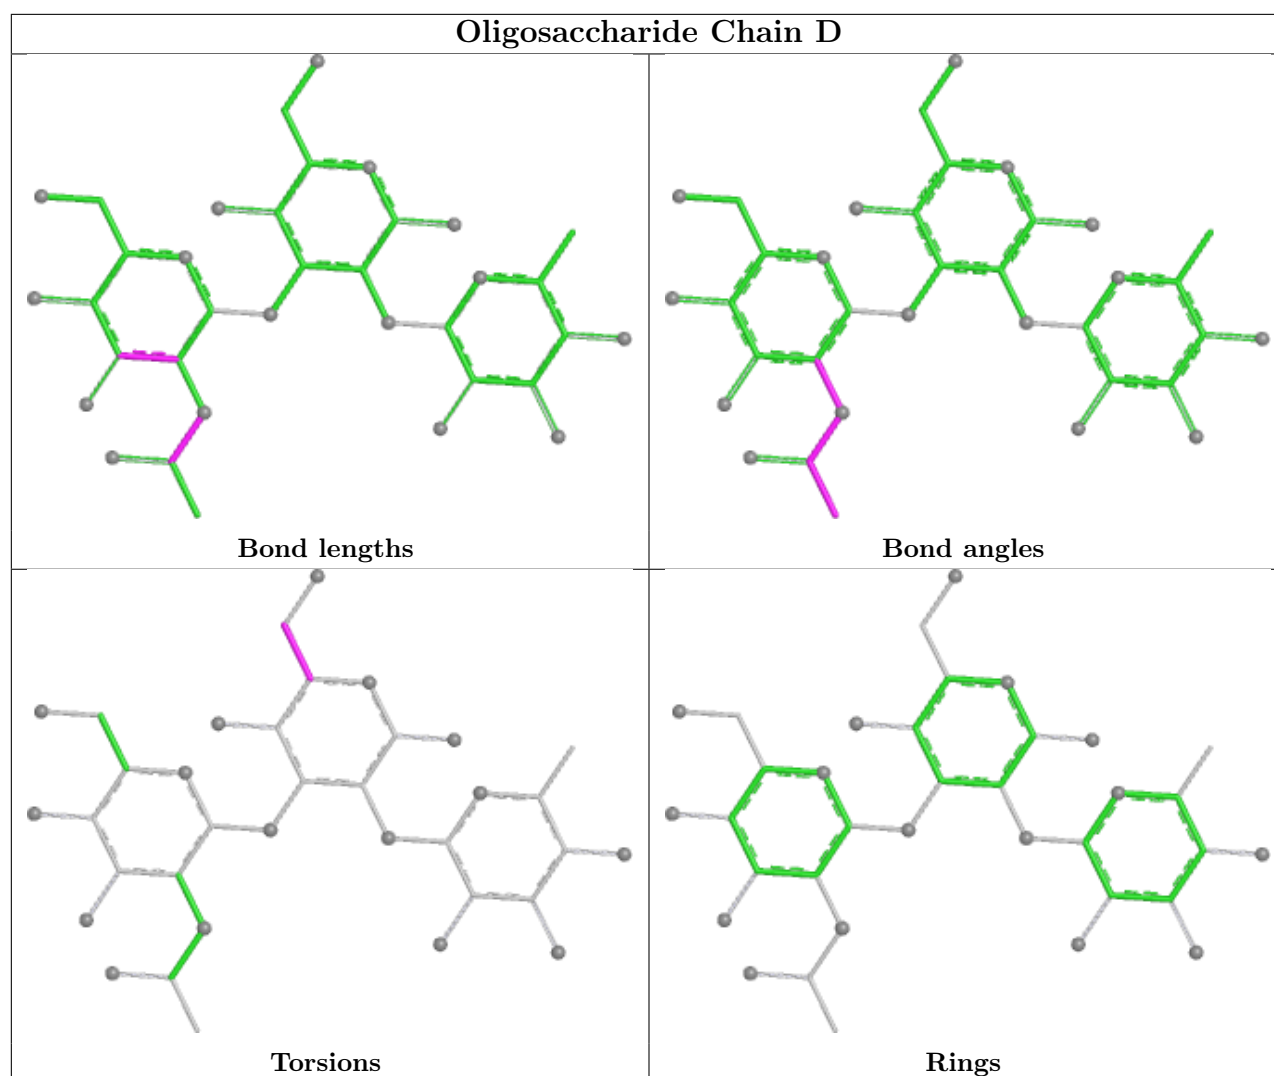 Oligosaccharide Chain D
Bond lengths
Bond angles
Torsions
Rings